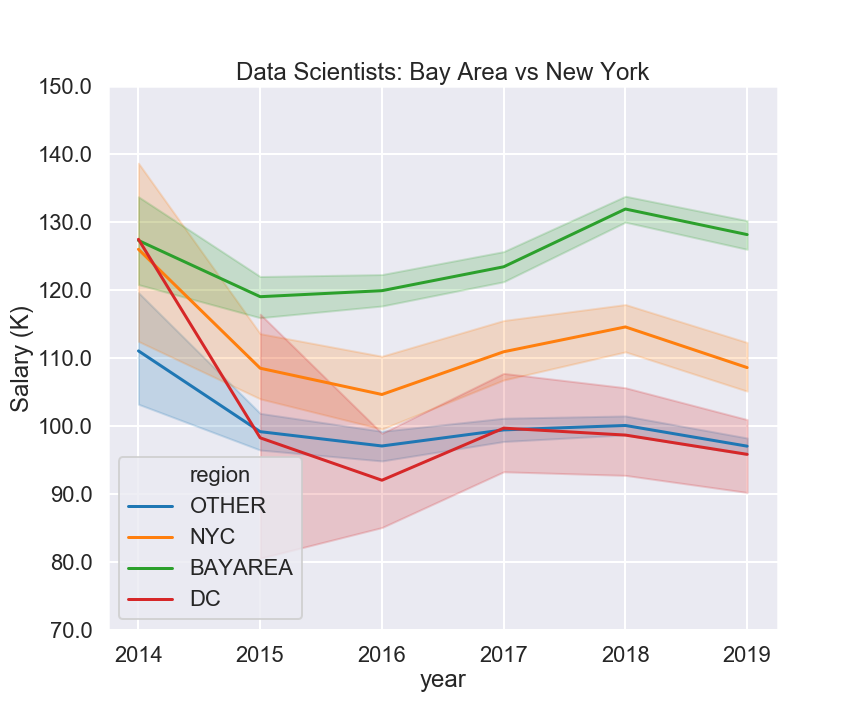 Data Scientists: Bay Area vs New York
150.0
140.0
130.0
120.0
110.0
100.0
90.0
80.0
70.0
Salary (K)
region
OTHER
NYC
BAYAREA
DC
2014 2015 2016 2017 2018 2019
year